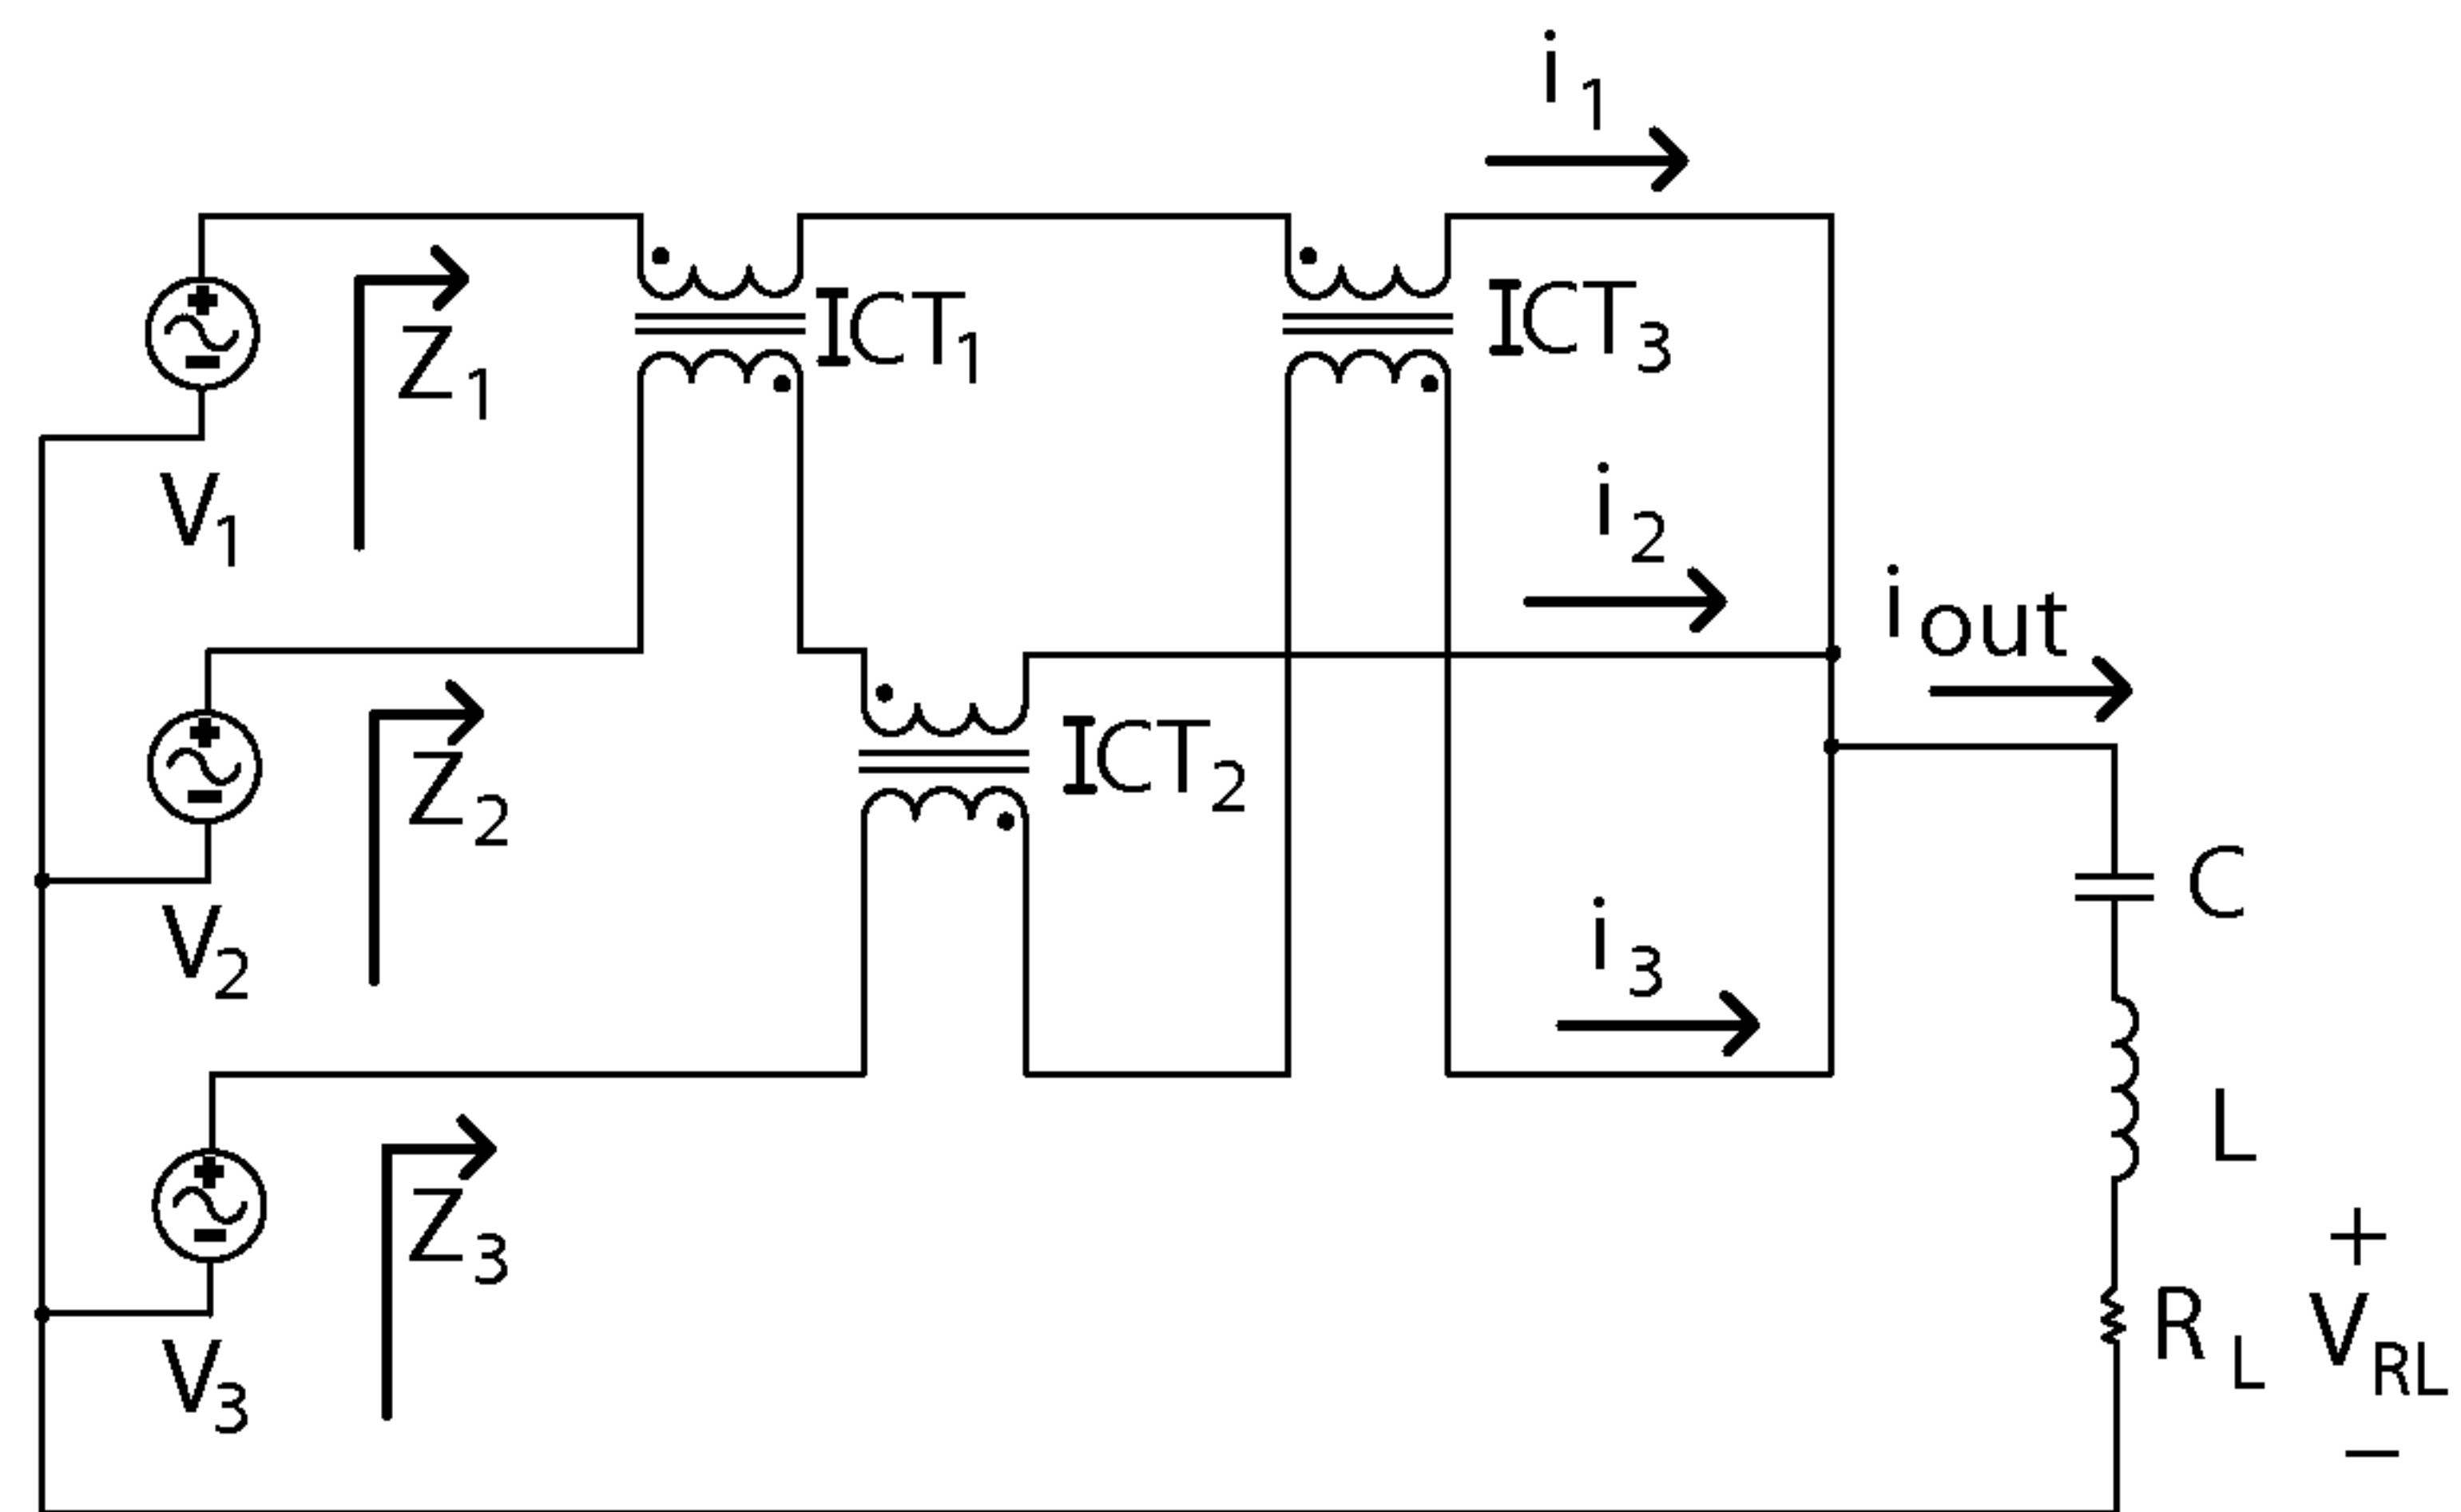 i1
ICT1
ICT3
Z1
V1
i2
iout
Z2
ICT2
V2
C
i3
L
Z3
RL
+
VRL
−
V3